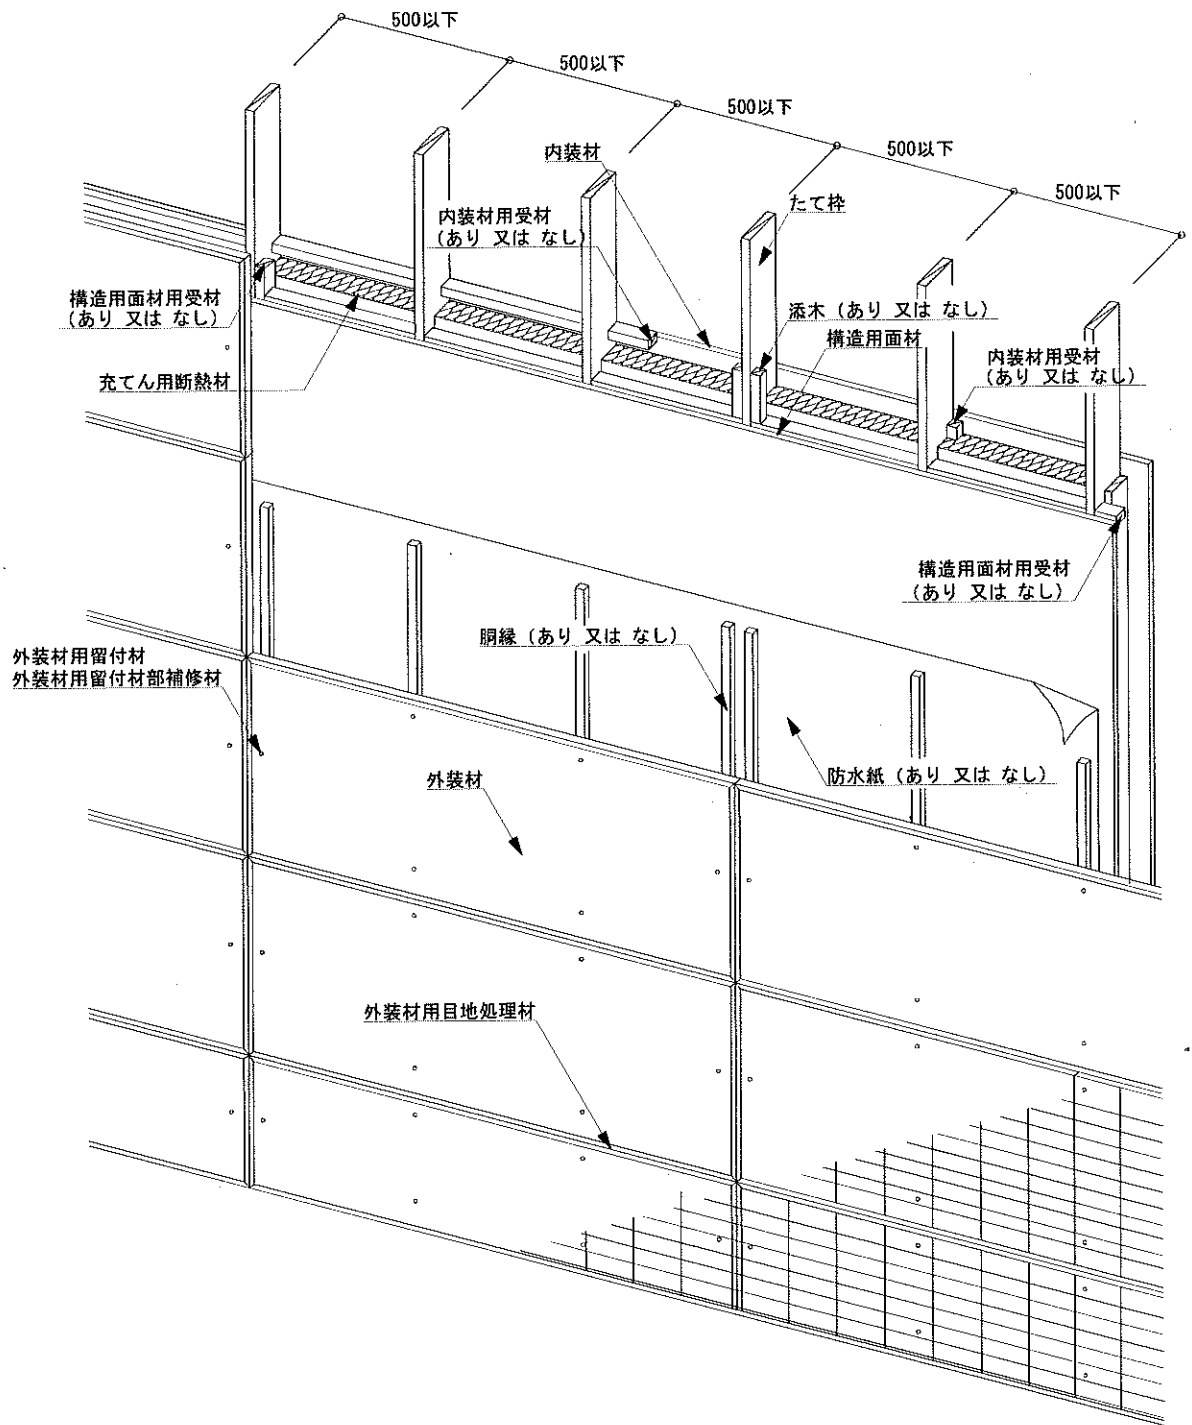 500以下
500以下
500以下
500以下
500以下
内装材
たて枠
内装材用受材
(あり 又は なし)
構造用面材用受材
(あり 又は なし)
添木 (あり 又は なし)
構造用面材
内装材用受材
(あり 又は なし)
充てん用断熱材
構造用面材用受材
(あり 又は なし)
胴縁 (あり 又は なし)
外装材用留付材
外装材用留付材部補修材
防水紙 (あり 又は なし)
外装材
外装材用目地処理材